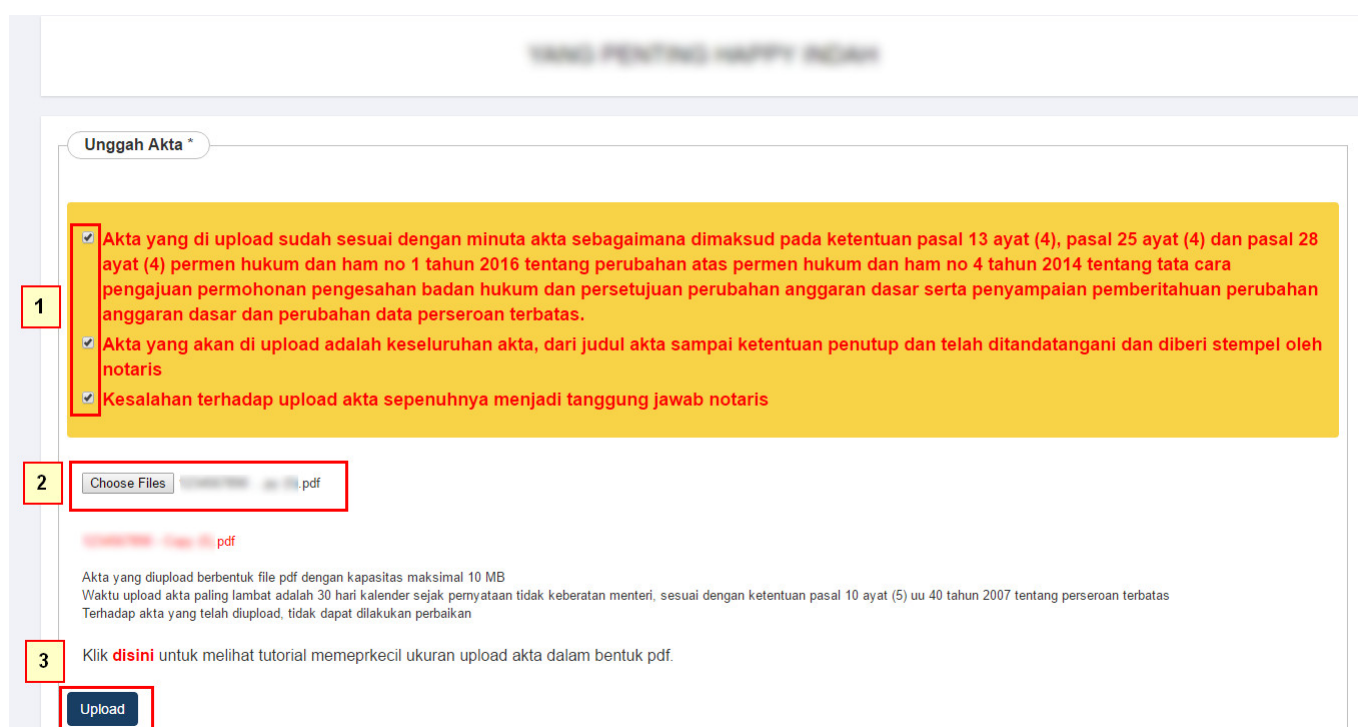 Unggah Akta *
Akta yang di upload sudah sesuai dengan minuta akta sebagaimana dimaksud pada ketentuan pasal 13 ayat (4), pasal 25 ayat (4) dan pasal 28
ayat (4) permen hukum dan ham no 1 tahun 2016 tentang perubahan atas permen hukum dan ham no 4 tahun 2014 tentang tata cara
1
pengajuan permohonan pengesahan badan hukum dan persetujuan perubahan anggaran dasar serta penyampaian pemberitahuan perubahan
anggaran dasar dan perubahan data perseroan terbatas.
Akta yang akan di upload adalah keseluruhan akta, dari judul akta sampai ketentuan penutup dan telah ditandatangani dan diberi stempel oleh
notaris
Kesalahan terhadap upload akta sepenuhnya menjadi tanggung jawab notaris
2
Choose Files .pdf
pdf
Akta yang diupload berbentuk file pdf dengan kapasitas maksimal 10 MB
Waktu upload akta paling lambat adalah 30 hari kalender sejak pernyataan tidak keberatan menteri, sesuai dengan ketentuan pasal 10 ayat (5) uu 40 tahun 2007 tentang perseroan terbatas
Terhadap akta yang telah diupload, tidak dapat dilakukan perbaikan
3
Klik disini untuk melihat tutorial memeprkecil ukuran upload akta dalam bentuk pdf.
Upload